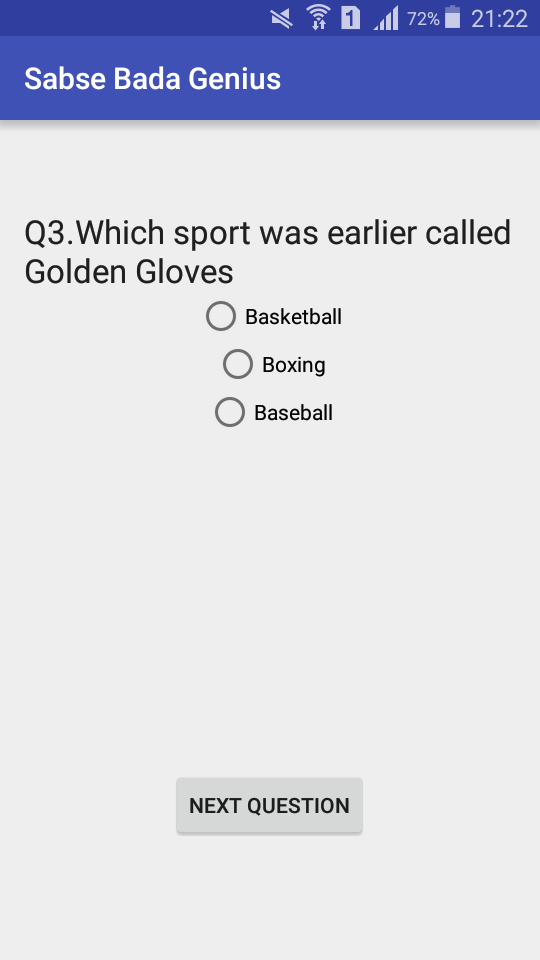 1 72% 21:22
Sabse Bada Genius
Q3.Which sport was earlier called
Golden Gloves
Basketball
Boxing
Baseball
NEXT QUESTION